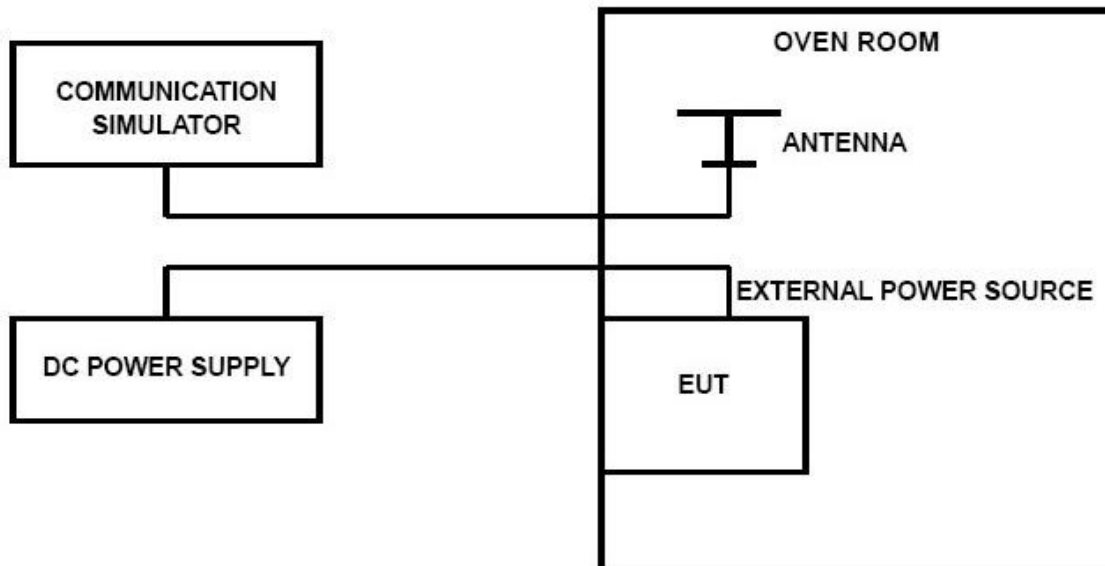 OVEN ROOM
COMMUNICATION
SIMULATOR
ANTENNA
EXTERNAL POWER SOURCE
DC POWER SUPPLY
EUT